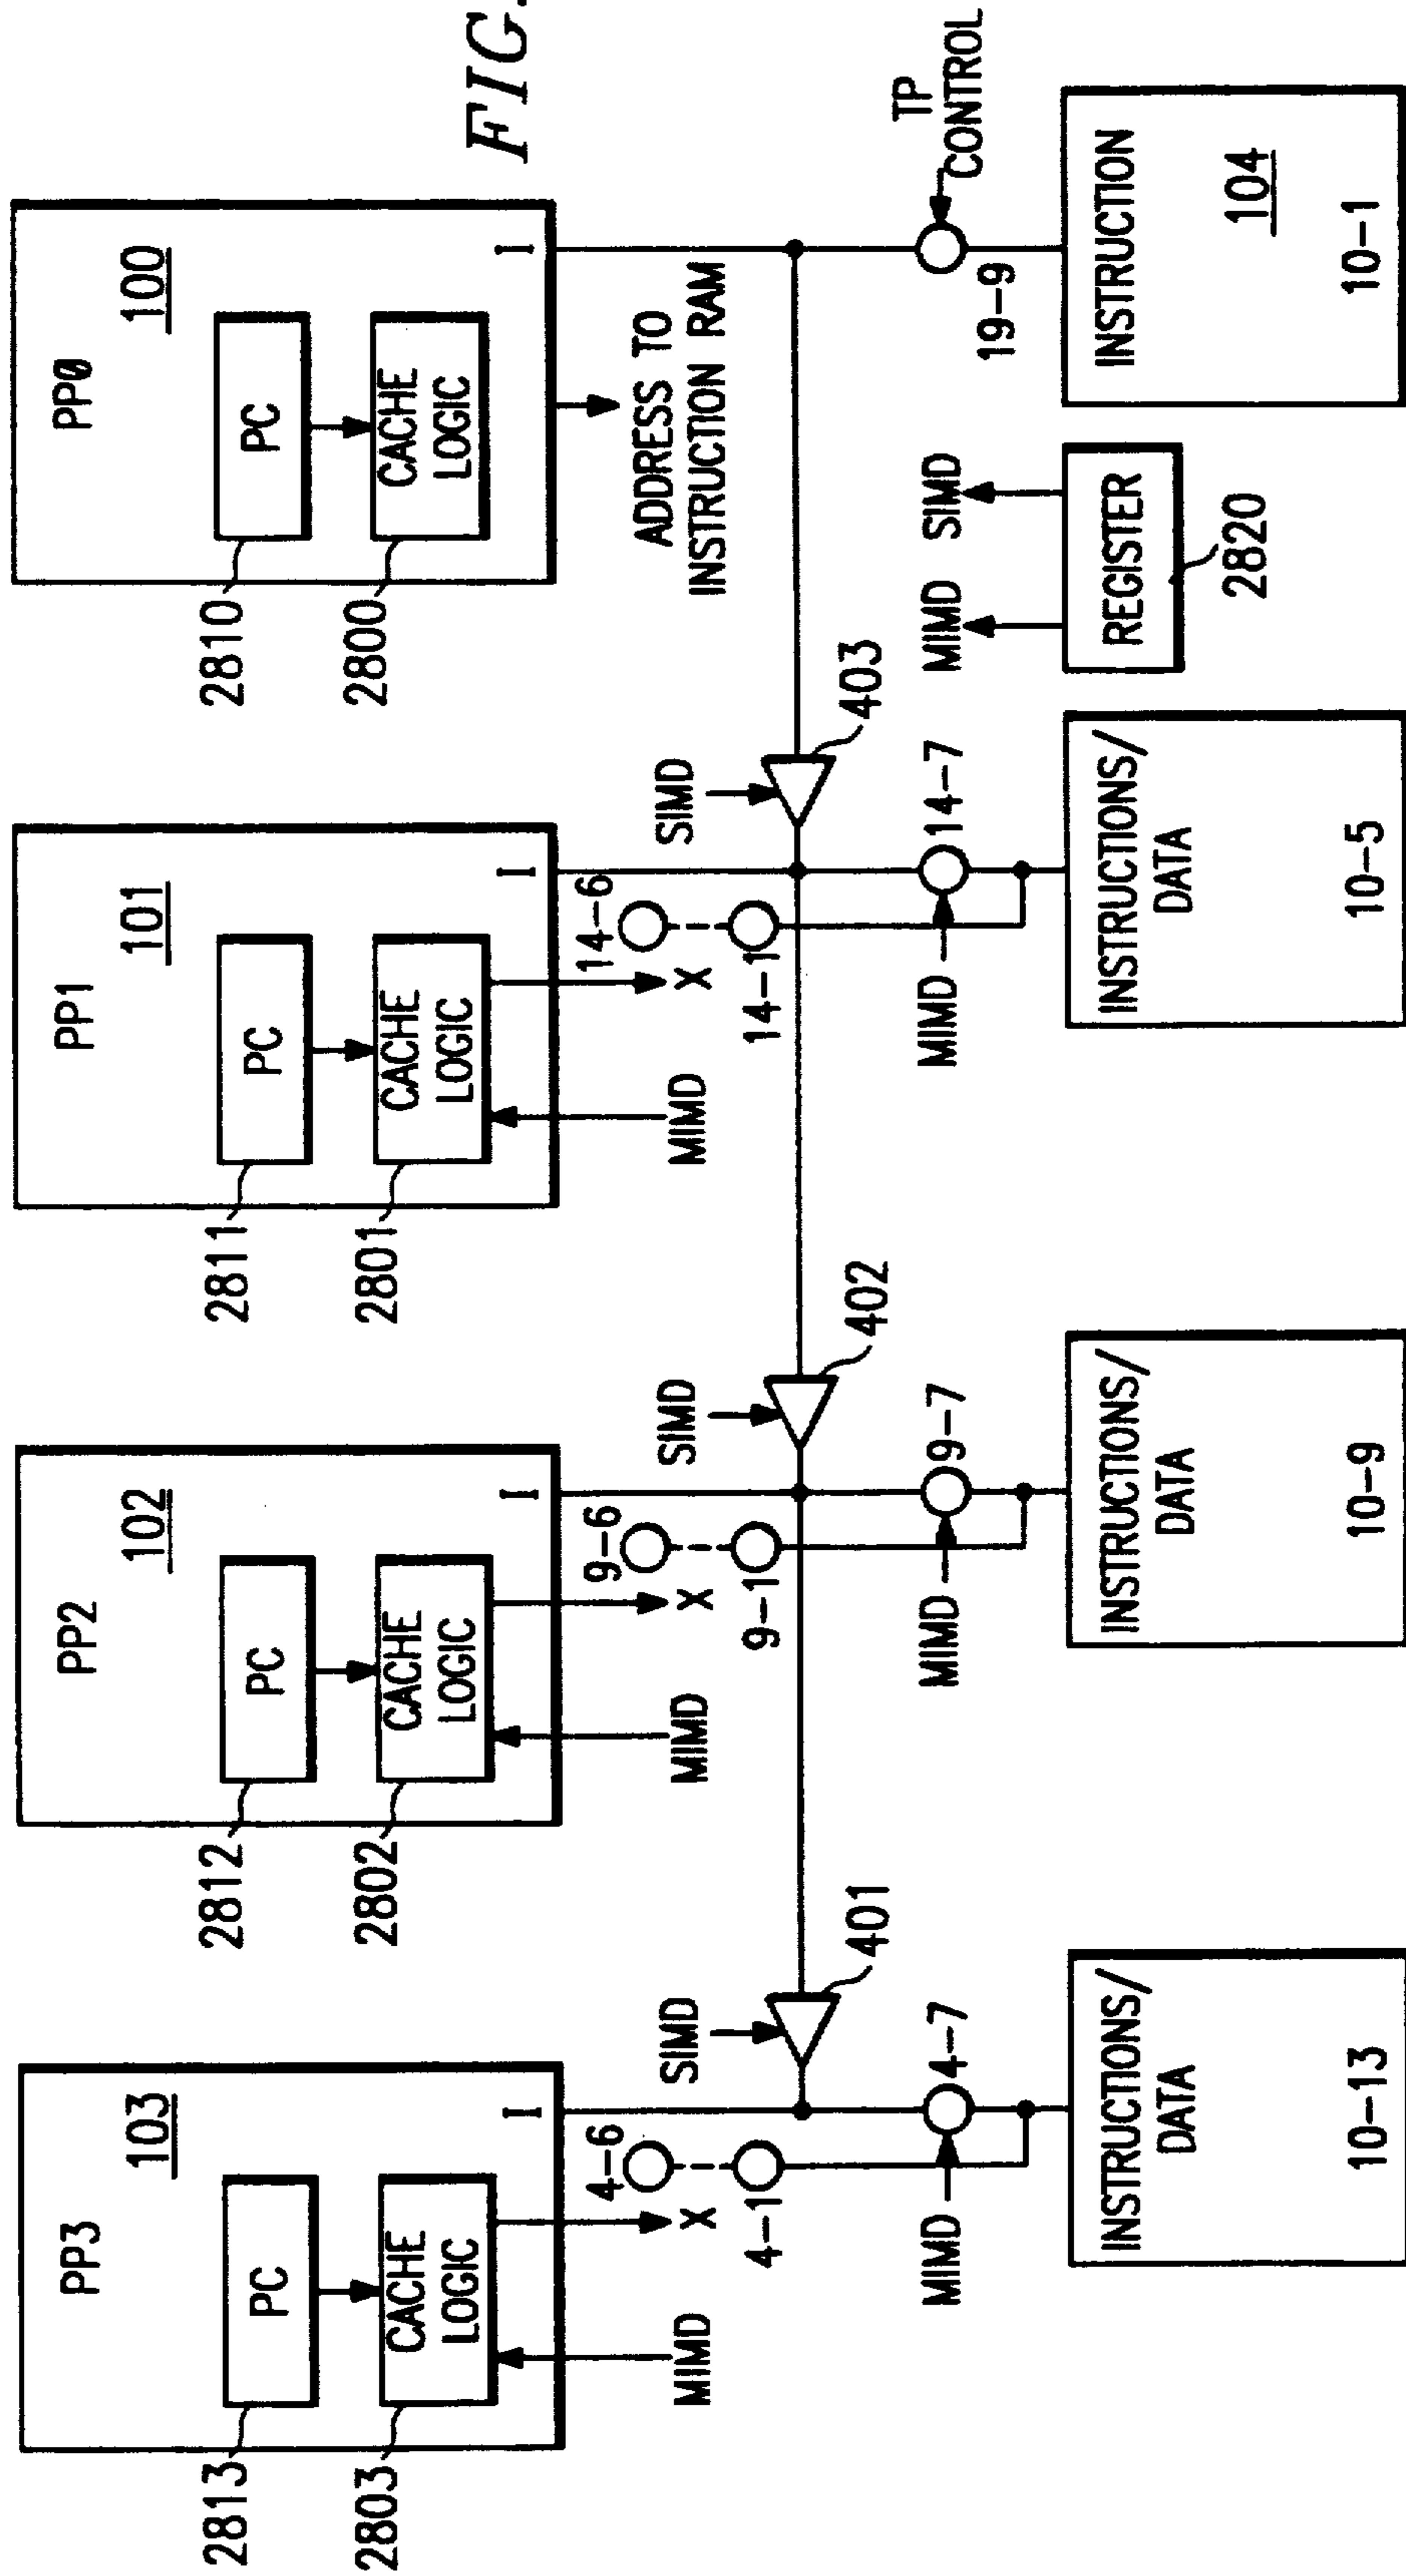 FIG.
PP3
103
PC
CACHE
LOGIC
I
2813
2803
MIMD
X
4-6
4-1
SIMD
401
MIMD
4-7
INSTRUCTIONS/
DATA
10-13
PP2
102
PC
CACHE
LOGIC
I
2812
2802
MIMD
X
9-6
9-1
SIMD
402
MIMD
9-7
INSTRUCTIONS/
DATA
10-9
PP1
101
PC
CACHE
LOGIC
I
2811
2801
MIMD
X
14-6
14-1
SIMD
403
MIMD
14-7
INSTRUCTIONS/
DATA
10-5
PPØ
100
PC
CACHE
LOGIC
I
2810
2800
ADDRESS TO
INSTRUCTION RAM
MIMD
SIMD
REGISTER
2820
TP
CONTROL
19-9
INSTRUCTION
104
10-1